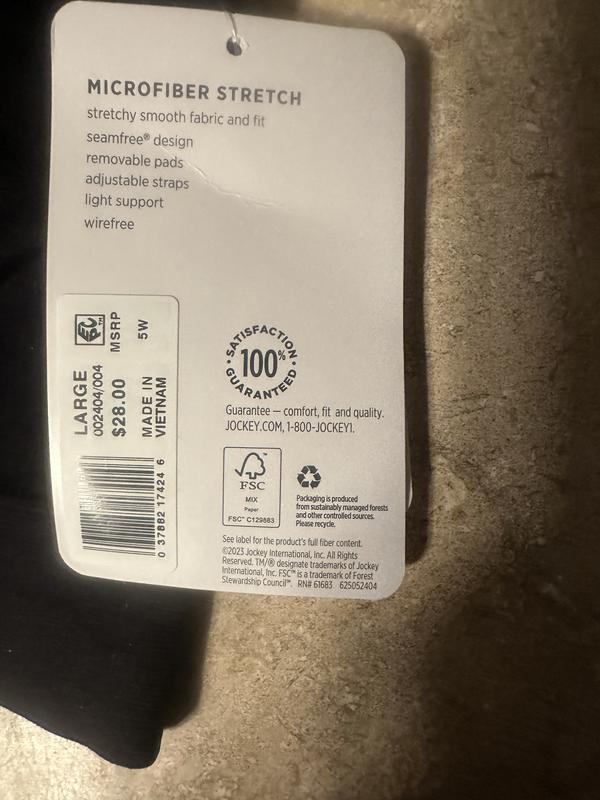 MICROFIBER STRETCH
stretchy smooth fabric and fit
seamfree® design
removable pads
adjustable straps
light support
wirefree
LARGE
002404/004
$28.00 MSRP
MADE IN 5W
VIETNAM
0 37882 17424 6
SATISFACTION
100%
GUARANTEED
Guarantee — comfort, fit and quality.
JOCKEY.COM, 1-800-JOCKEY1.
FSC™
MIX
Paper
FSC® C129883
Packaging is produced
from sustainably managed forests
and other controlled sources.
Please recycle.
See label for the product's full fiber content.
©2023 Jockey International, Inc. All Rights
Reserved. TM/® designate trademarks of Jockey
International, Inc. FSC™ is a trademark of Forest
Stewardship Council™. RN# 61683 625052404